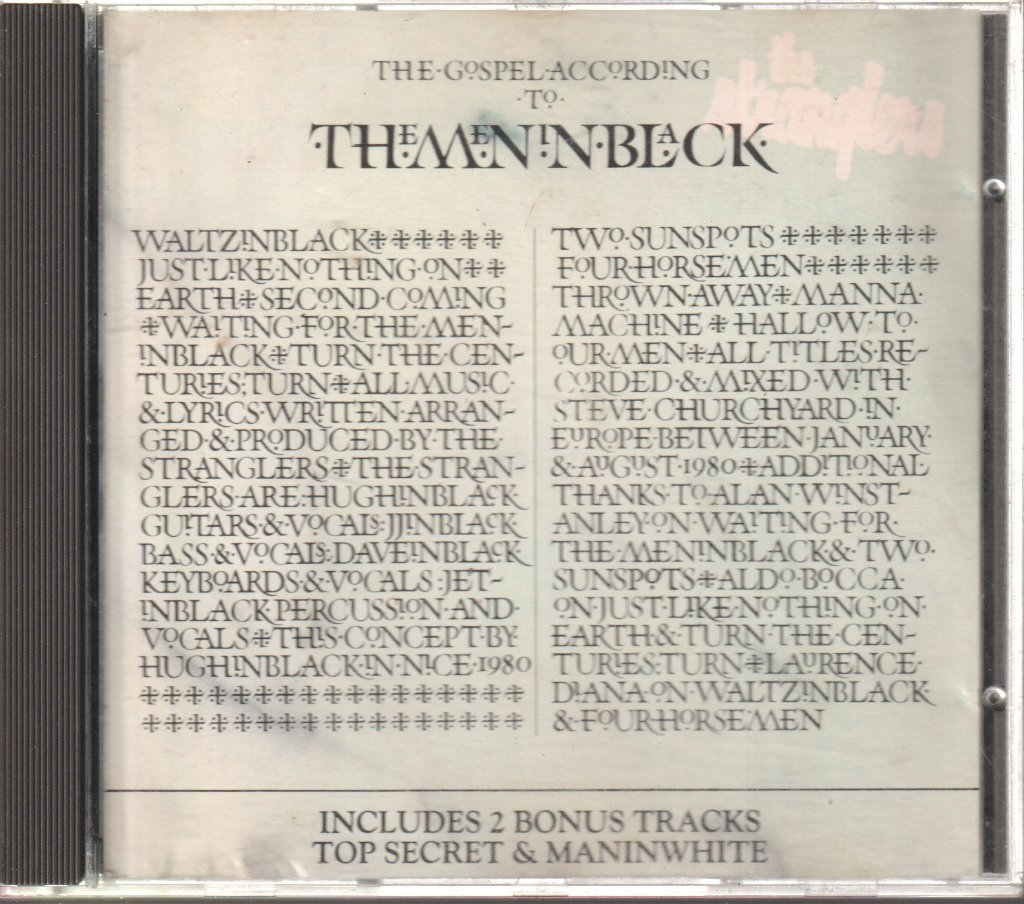 THE·GOSPEL·ACCORDING
·TO·
·THE·MEN·IN·BLACK·
the stranglers
WALTZINBLACK
JUST·LIKE·NOTHING·ON
EARTH SECOND·COMING
WAITING·FOR·THE·MEN-
INBLACK TURN·THE·CEN-
TURIES;TURN ALL·MUSIC·
&·LYRICS·WRITTEN·ARRAN-
GED·&·PRODUCED·BY·THE·
STRANGLERS THE·STRAN-
GLERS·ARE:HUGHINBLACK·
GUITARS·&·VOCALS:JJINBLACK·
BASS·&·VOCALS:DAVEINBLACK
KEYBOARDS·&·VOCALS:JET-
INBLACK PERCUSSION·AND·
VOCALS THIS·CONCEPT·BY·
HUGHINBLACK·IN·NICE·1980
TWO·SUNSPOTS
FOUR·HORSEMEN
THROWN·AWAY MANNA·
MACHINE HALLOW·TO·
OUR·MEN ALL·TITLES·RE-
CORDED·&·MIXED·WITH·
STEVE·CHURCHYARD·IN·
EUROPE·BETWEEN·JANUARY·
&·AUGUST·1980 ADDITIONAL
THANKS·TO·ALAN·WINST-
ANLEY·ON·WAITING·FOR·
THE·MENINBLACK·&·TWO·
SUNSPOTS ALDO·BOCCA·
ON·JUST·LIKE·NOTHING·ON·
EARTH·&·TURN·THE·CEN-
TURIES:TURN LAURENCE·
DIANA·ON·WALTZINBLACK
&·FOUR·HORSEMEN
INCLUDES 2 BONUS TRACKS
TOP SECRET & MANINWHITE